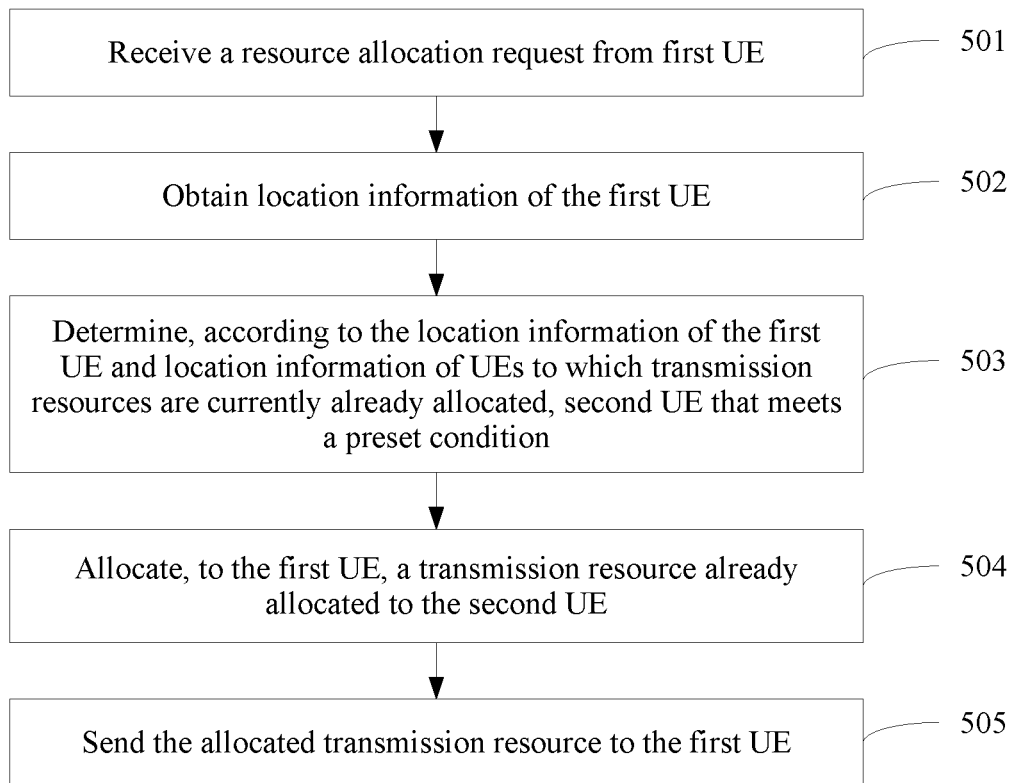 Receive a resource allocation request from first UE
501
Obtain location information of the first UE
502
Determine, according to the location information of the first
UE and location information of UEs to which transmission
resources are currently already allocated, second UE that meets
a preset condition
503
Allocate, to the first UE, a transmission resource already
allocated to the second UE
504
Send the allocated transmission resource to the first UE
505